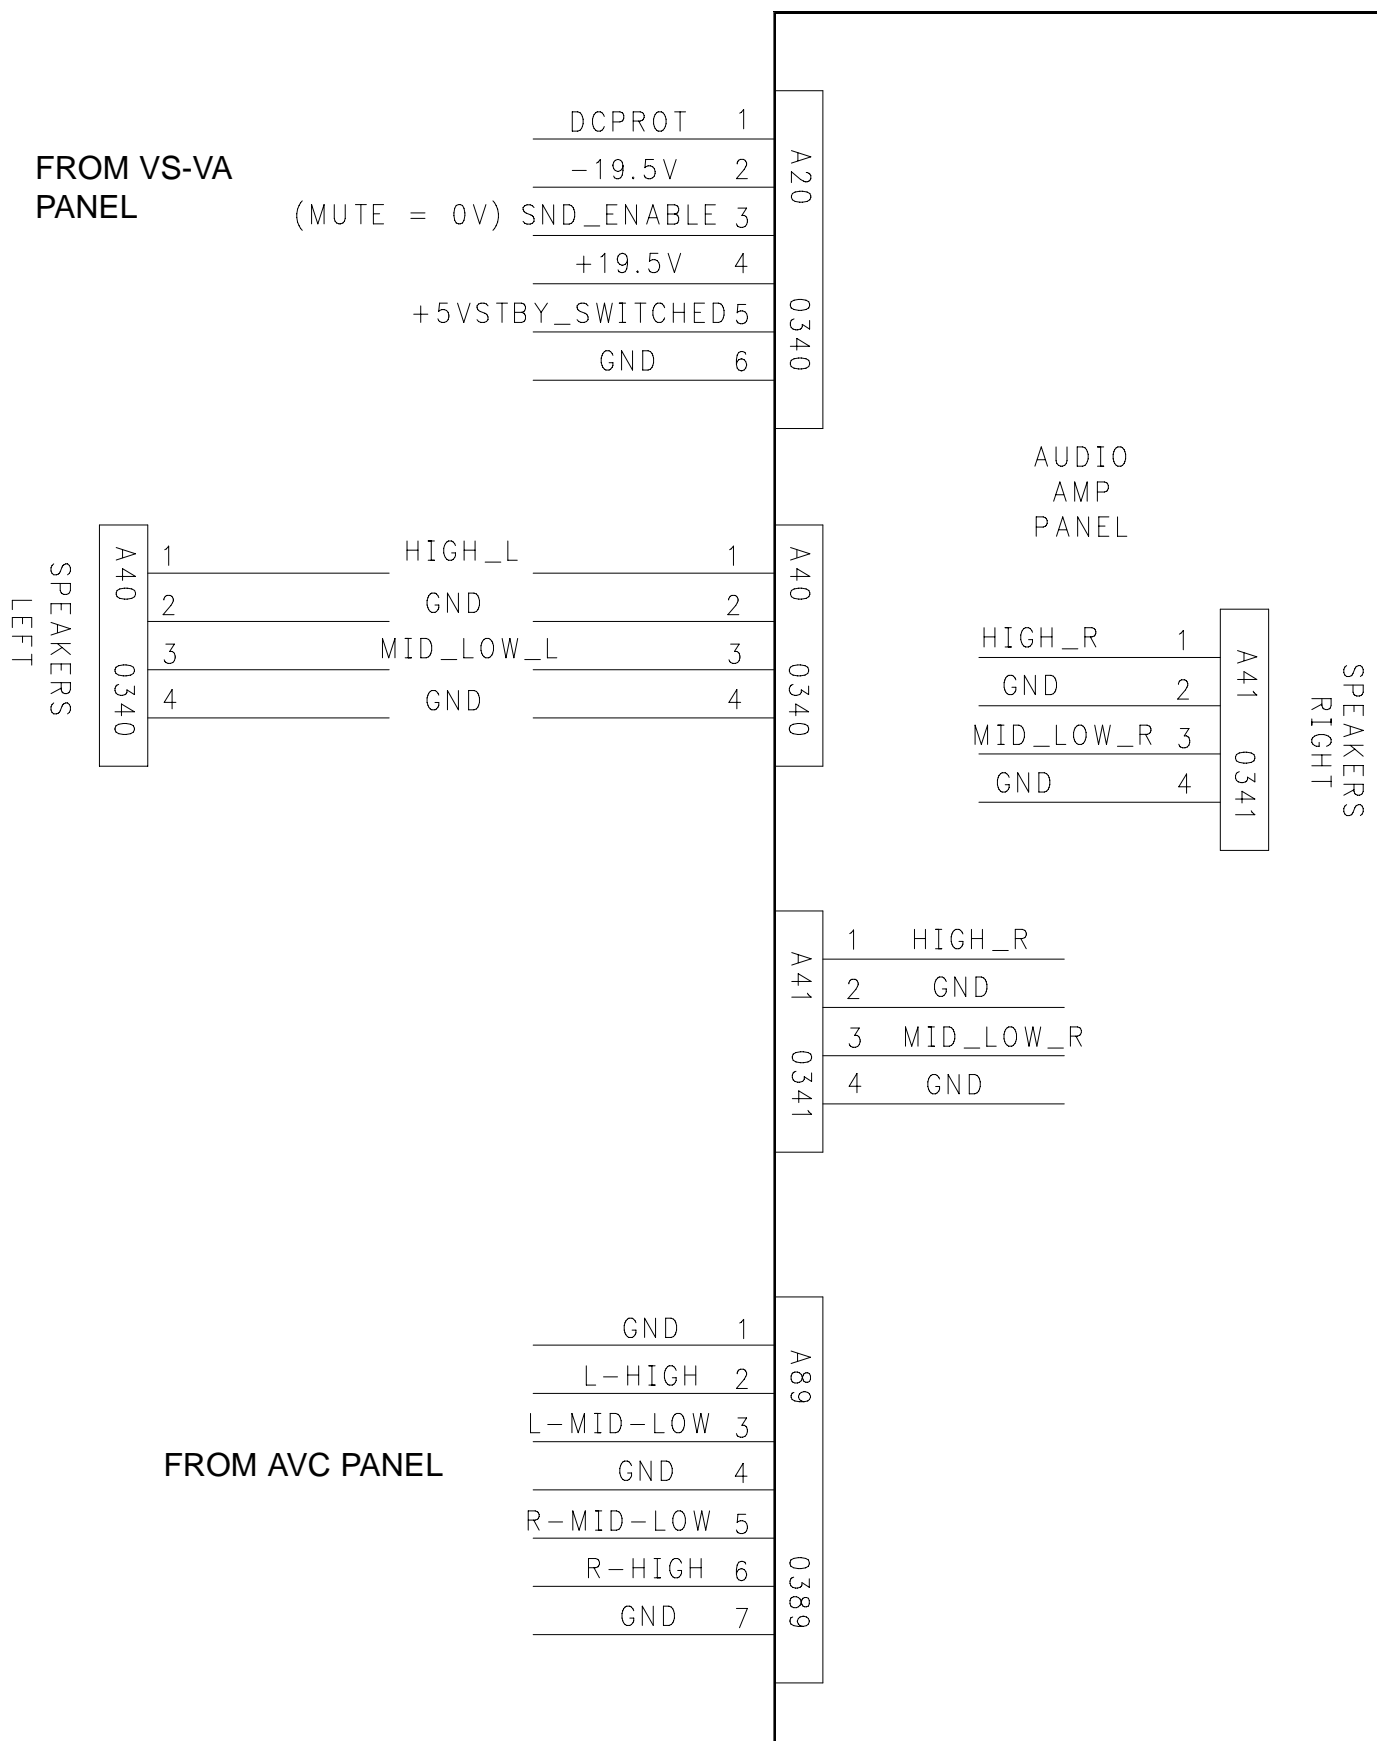 FROM VS-VA
PANEL
DCPROT 1
-19.5V 2
(MUTE = 0V) SND_ENABLE 3
+19.5V 4
+5VSTBY_SWITCHED 5
GND 6
A20 0340
AUDIO
AMP
PANEL
SPEAKERS
LEFT
A40 0340
1 HIGH_L 1
2 GND 2
3 MID_LOW_L 3
4 GND 4
A40 0340
HIGH_R 1
GND 2
MID_LOW_R 3
GND 4
A41 0341
SPEAKERS
RIGHT
A41 0341
1 HIGH_R
2 GND
3 MID_LOW_R
4 GND
FROM AVC PANEL
GND 1
L-HIGH 2
L-MID-LOW 3
GND 4
R-MID-LOW 5
R-HIGH 6
GND 7
A89 0389